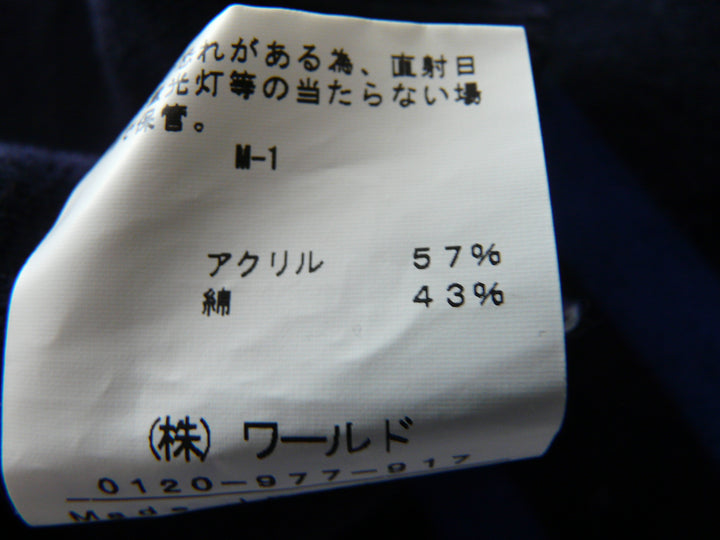 れがある為、直射日
光灯等の当たらない場
保管。
M-1
アクリル 57%
綿 43%
(株) ワールド
0120-977-917
Made